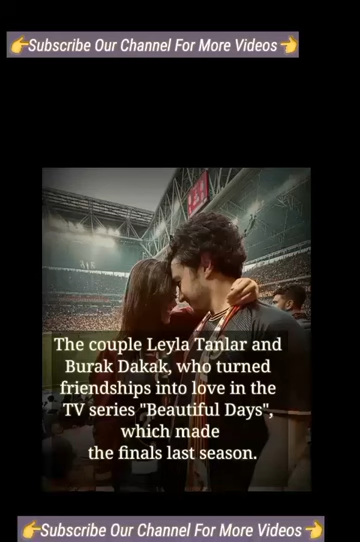 👉Subscribe Our Channel For More Videos👈
The couple Leyla Tanlar and
Burak Dakak, who turned
friendships into love in the
TV series "Beautiful Days",
which made
the finals last season.
👉Subscribe Our Channel For More Videos👈